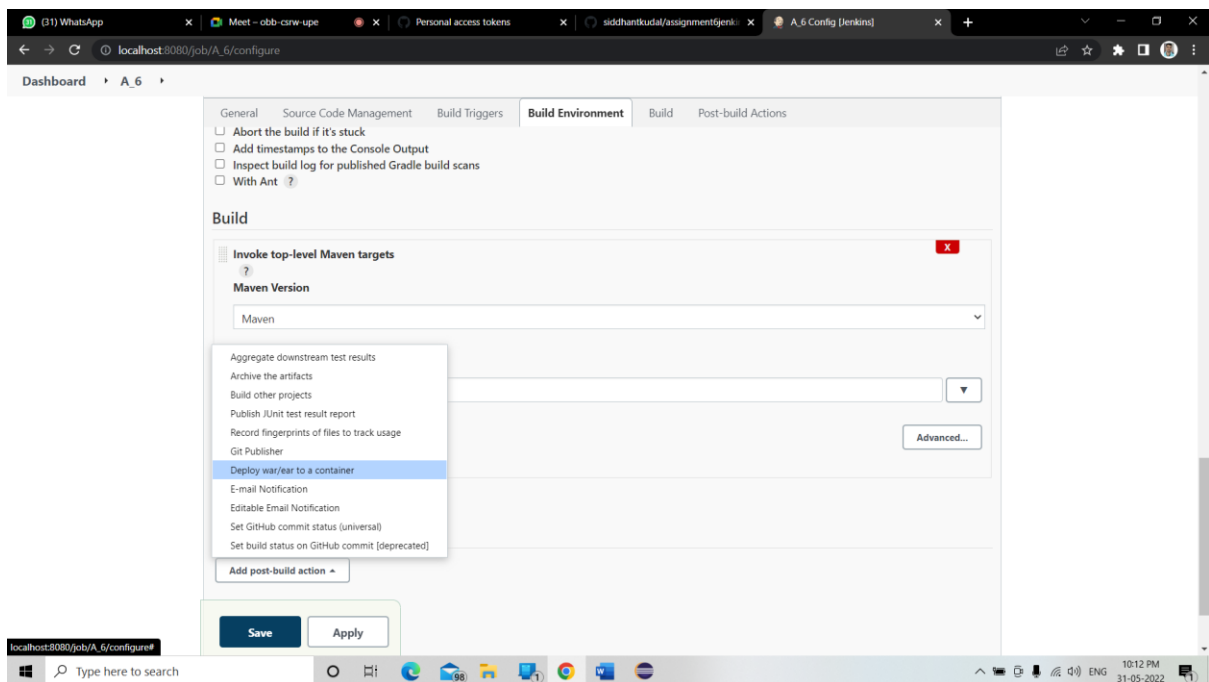 (31) WhatsApp
Meet – obb-csrw-upe
Personal access tokens
siddhantkudal/assignment6jenki
A_6 Config [Jenkins]
localhost:8080/job/A_6/configure
Dashboard A_6
General Source Code Management Build Triggers Build Environment Build Post-build Actions
Abort the build if it's stuck
Add timestamps to the Console Output
Inspect build log for published Gradle build scans
With Ant ?
Build
Invoke top-level Maven targets
X
?
Maven Version
Maven
Aggregate downstream test results
Archive the artifacts
Build other projects
Publish JUnit test result report
Record fingerprints of files to track usage
Git Publisher
Deploy war/ear to a container
E-mail Notification
Editable Email Notification
Set GitHub commit status (universal)
Set build status on GitHub commit [deprecated]
Advanced...
Add post-build action
Save Apply
localhost:8080/job/A_6/configure#
Type here to search
98
1
ENG
10:12 PM
31-05-2022
1